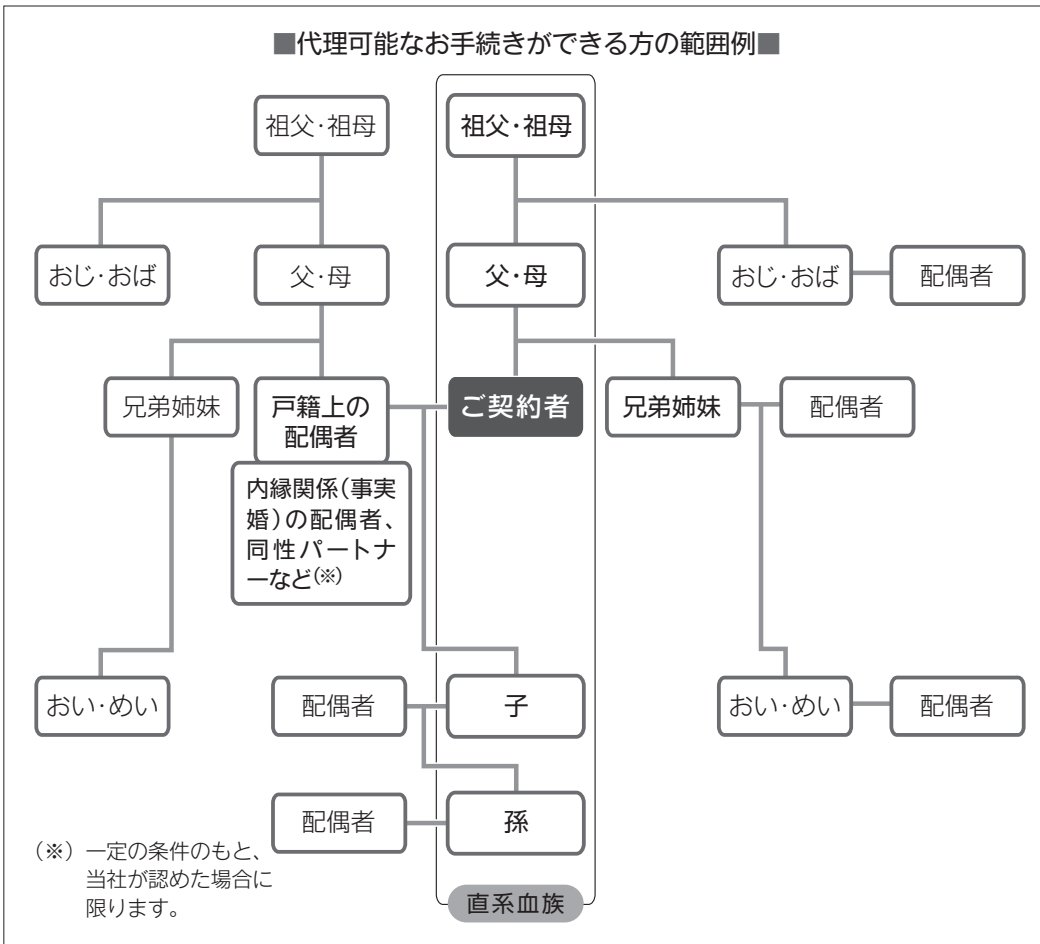 ■代理可能なお手続きができる方の範囲例■
祖父・祖母
祖父・祖母
おじ・おば
父・母
父・母
おじ・おば
配偶者
兄弟姉妹
戸籍上の
配偶者
ご契約者
兄弟姉妹
配偶者
内縁関係(事実
婚)の配偶者、
同性パートナ
ーなど(※)
おい・めい
配偶者
子
おい・めい
配偶者
配偶者
孫
(※) 一定の条件のもと、
当社が認めた場合に
限ります。
直系血族